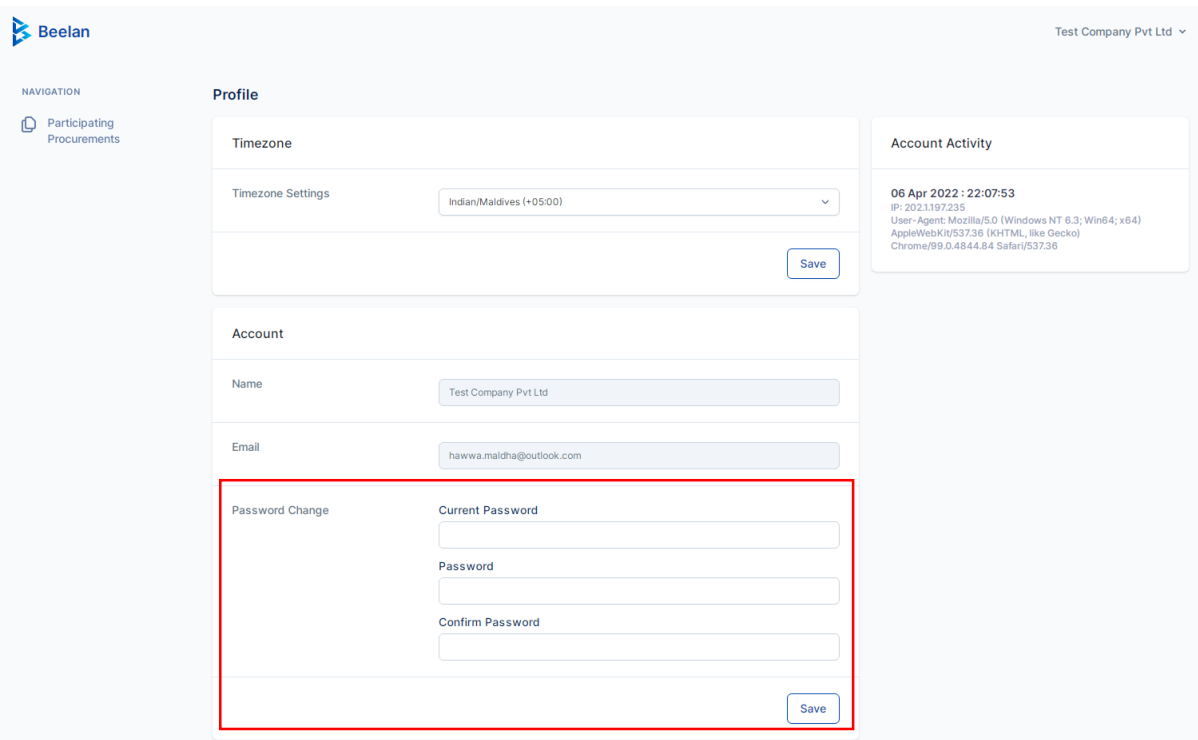 Beelan
Test Company Pvt Ltd
NAVIGATION
Participating
Procurements
Profile
Timezone
Timezone Settings
Indian/Maldives (+05:00)
Save
Account Activity
06 Apr 2022 : 22:07:53
IP: 202.1.197.235
User-Agent: Mozilla/5.0 (Windows NT 6.3; Win64; x64)
AppleWebKit/537.36 (KHTML, like Gecko)
Chrome/99.0.4844.84 Safari/537.36
Account
Name
Test Company Pvt Ltd
Email
hawwa.maldha@outlook.com
Password Change
Current Password
Password
Confirm Password
Save